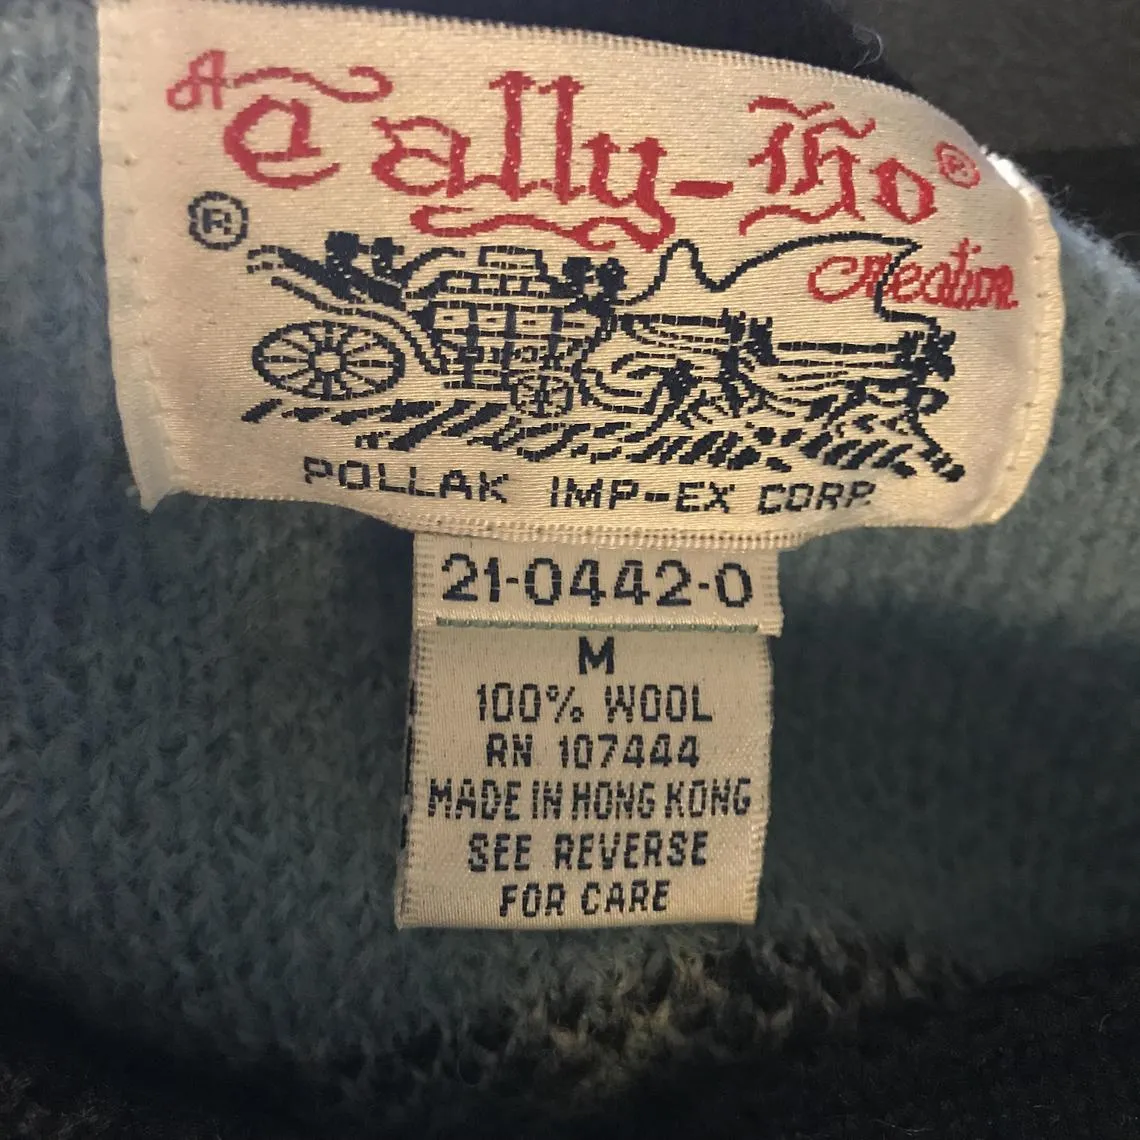 A Tally-Ho®
Creation
®
POLLAK IMP-EX CORP.
21-0442-0
M
100% WOOL
RN 107444
MADE IN HONG KONG
SEE REVERSE
FOR CARE